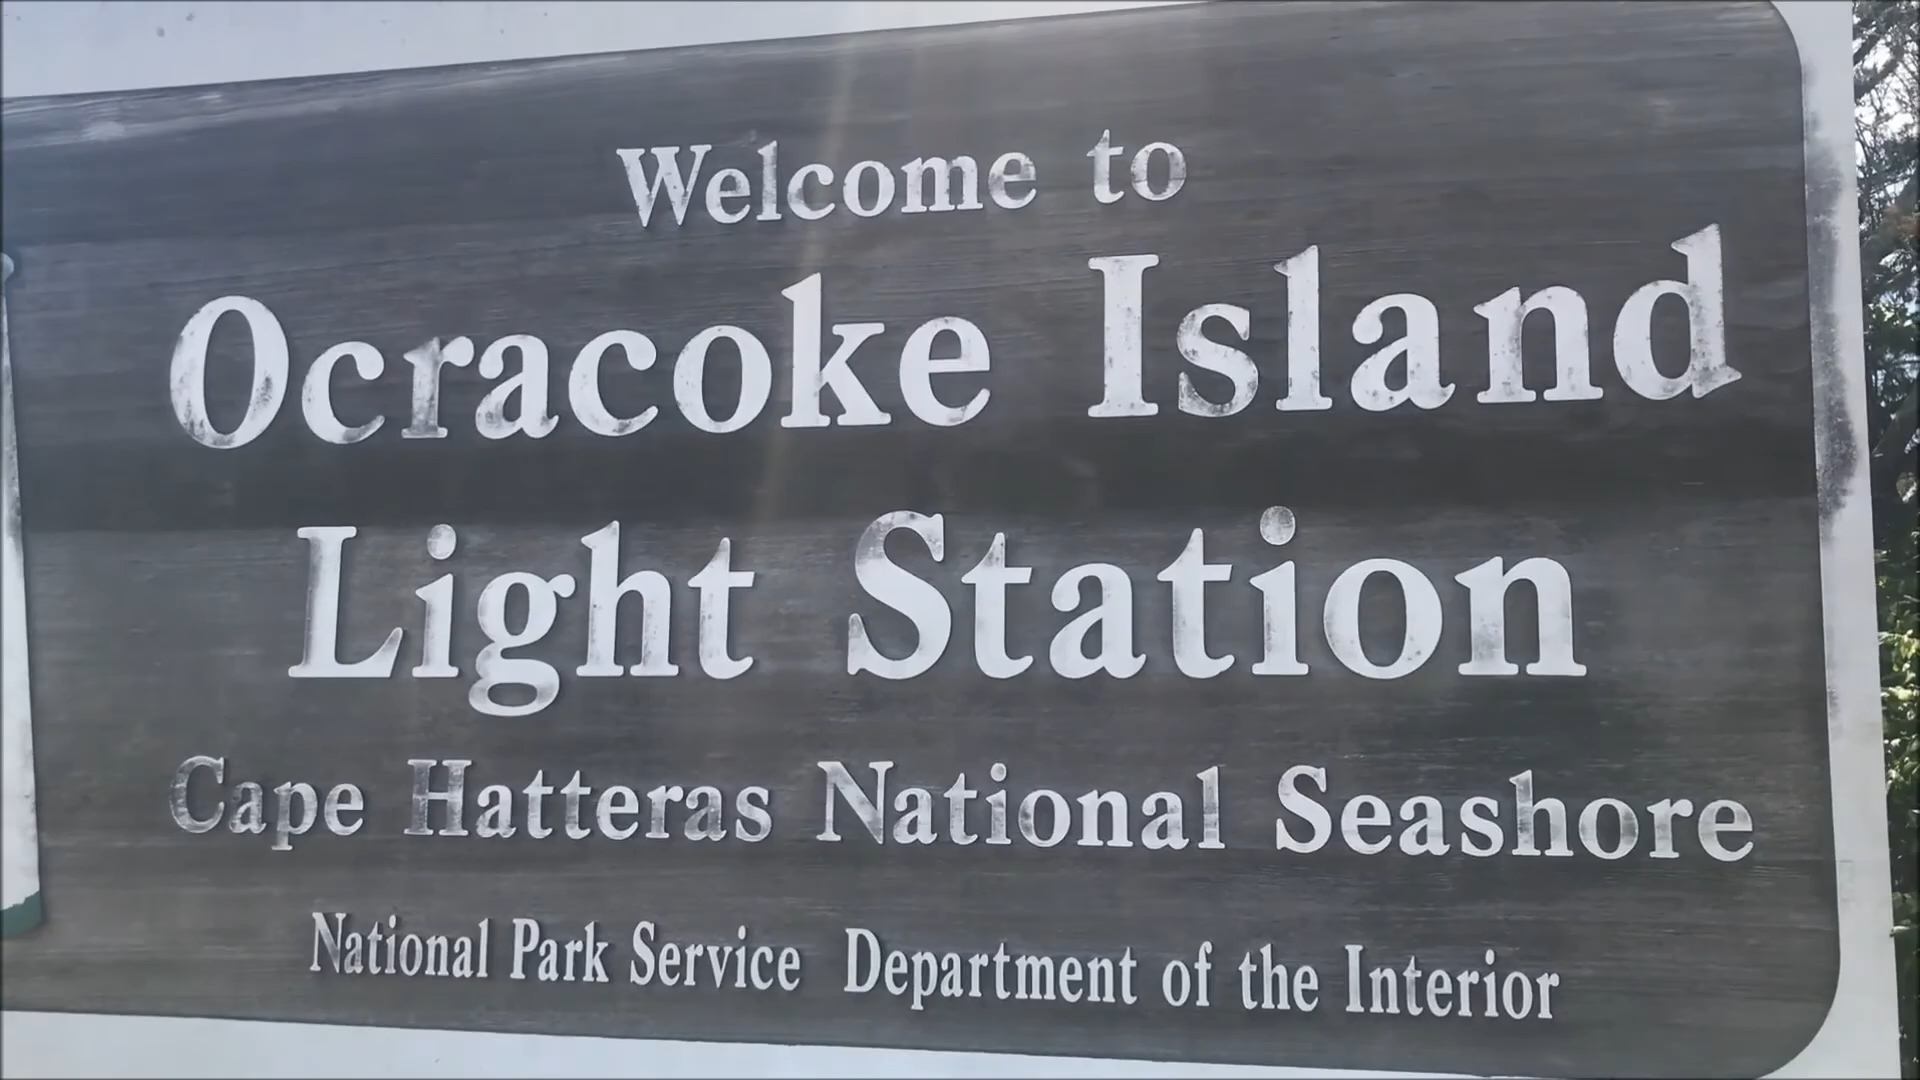 Welcome to
Ocracoke Island
Light Station
Cape Hatteras National Seashore
National Park Service Department of the Interior